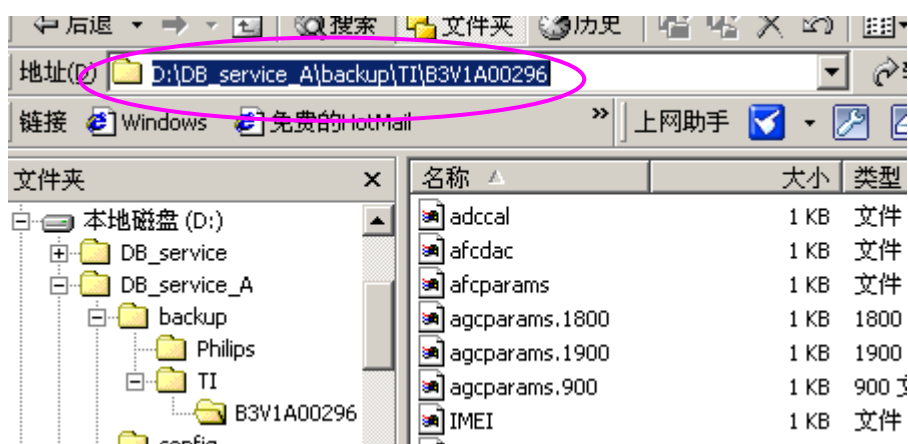 后退 搜索 文件夹 历史
地址(D) D:\DB_service_A\backup\TI\B3V1A00296
链接 Windows 免费的HotMail » 上网助手
文件夹 名称 大小 类型
本地磁盘 (D:)
DB_service
DB_service_A
backup
Philips
TI
B3V1A00296
config
adccal 1 KB 文件
afcdac 1 KB 文件
afcparams 1 KB 文件
agcparams.1800 1 KB 1800
agcparams.1900 1 KB 1900
agcparams.900 1 KB 900
IMEI 1 KB 文件